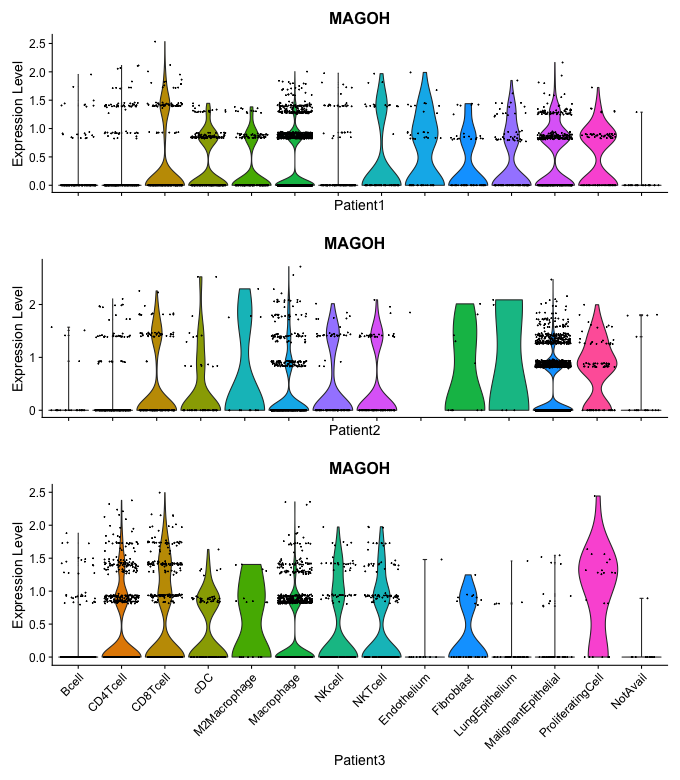 MAGOH
Expression Level
2.5
2.0
1.5
1.0
0.5
0.0
Patient1
MAGOH
Expression Level
2
1
0
Patient2
MAGOH
Expression Level
2.5
2.0
1.5
1.0
0.5
0.0
Bcell
CD4Tcell
CD8Tcell
cDC
M2Macrophage
Macrophage
NKcell
NKTcell
Endothelium
Fibroblast
LungEpithelium
MalignantEpithelial
ProliferatingCell
NotAvail
Patient3